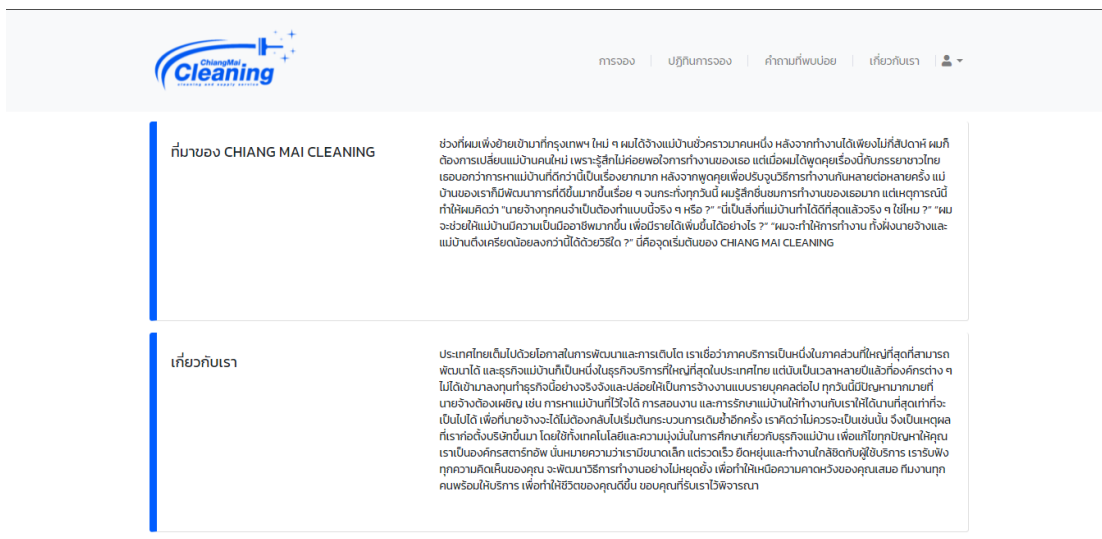 ChiangMai
Cleaning
cleaning and supply service
การจอง
ปฏิทินการจอง
คำถามที่พบบ่อย
เกี่ยวกับเรา
ที่มาของ CHIANG MAI CLEANING
ช่วงที่ผมเพิ่งย้ายเข้ามาที่กรุงเทพฯ ใหม่ ๆ ผมได้จ้างแม่บ้านชั่วคราวมาคนหนึ่ง หลังจากทำงานได้เพียงไม่กี่สัปดาห์ ผมก็
ต้องการเปลี่ยนแม่บ้านคนใหม่ เพราะรู้สึกไม่ค่อยพอใจการทำงานของเธอ แต่เมื่อผมได้พูดคุยเรื่องนี้กับภรรยาชาวไทย
เธอบอกว่าการหาแม่บ้านที่ดีกว่านี้เป็นเรื่องยากมาก หลังจากพูดคุยเพื่อปรับจูนวิธีการทำงานกันหลายต่อหลายครั้ง แม่
บ้านของเราก็มีพัฒนาการที่ดีขึ้นมากขึ้นเรื่อย ๆ จนกระทั่งทุกวันนี้ ผมรู้สึกชื่นชมการทำงานของเธอมาก แต่เหตุการณ์นี้
ทำให้ผมคิดว่า "นายจ้างทุกคนจำเป็นต้องทำแบบนี้จริง ๆ หรือ ?" "นี่เป็นสิ่งที่แม่บ้านทำได้ดีที่สุดแล้วจริง ๆ ใช่ไหม ?" "ผม
จะช่วยให้แม่บ้านมีความเป็นมืออาชีพมากขึ้น เพื่อมีรายได้เพิ่มขึ้นได้อย่างไร ?" "ผมจะทำให้การทำงาน ทั้งฝั่งนายจ้างและ
แม่บ้านตึงเครียดน้อยลงกว่านี้ได้ด้วยวิธีใด ?" นี่คือจุดเริ่มต้นของ CHIANG MAI CLEANING
เกี่ยวกับเรา
ประเทศไทยเต็มไปด้วยโอกาสในการพัฒนาและการเติบโต เราเชื่อว่าภาคบริการเป็นหนึ่งในภาคส่วนที่ใหญ่ที่สุดที่สามารถ
พัฒนาได้ และธุรกิจแม่บ้านก็เป็นหนึ่งในธุรกิจบริการที่ใหญ่ที่สุดในประเทศไทย แต่นับเป็นเวลาหลายปีแล้วที่องค์กรต่าง ๆ
ไม่ได้เข้ามาลงทุนทำธุรกิจนี้อย่างจริงจังและปล่อยให้เป็นการจ้างงานแบบรายบุคคลต่อไป ทุกวันนี้มีปัญหามากมายที่
นายจ้างต้องเผชิญ เช่น การหาแม่บ้านที่ไว้ใจได้ การสอนงาน และการรักษาแม่บ้านให้ทำงานกับเราให้ได้นานที่สุดเท่าที่จะ
เป็นไปได้ เพื่อที่นายจ้างจะได้ไม่ต้องกลับไปเริ่มต้นกระบวนการเดิมซ้ำอีกครั้ง เราคิดว่าไม่ควรจะเป็นเช่นนั้น จึงเป็นเหตุผล
ที่เราก่อตั้งบริษัทขึ้นมา โดยใช้ทั้งเทคโนโลยีและความมุ่งมั่นในการศึกษาเกี่ยวกับธุรกิจแม่บ้าน เพื่อแก้ไขทุกปัญหาให้คุณ
เราเป็นองค์กรสตาร์ทอัพ นั่นหมายความว่าเรามีขนาดเล็ก แต่รวดเร็ว ยืดหยุ่นและทำงานใกล้ชิดกับผู้ใช้บริการ เรารับฟัง
ทุกความคิดเห็นของคุณ จะพัฒนาวิธีการทำงานอย่างไม่หยุดยั้ง เพื่อทำให้เหนือความคาดหวังของคุณเสมอ ทีมงานทุก
คนพร้อมให้บริการ เพื่อทำให้ชีวิตของคุณดีขึ้น ขอบคุณที่รับเราไว้พิจารณา